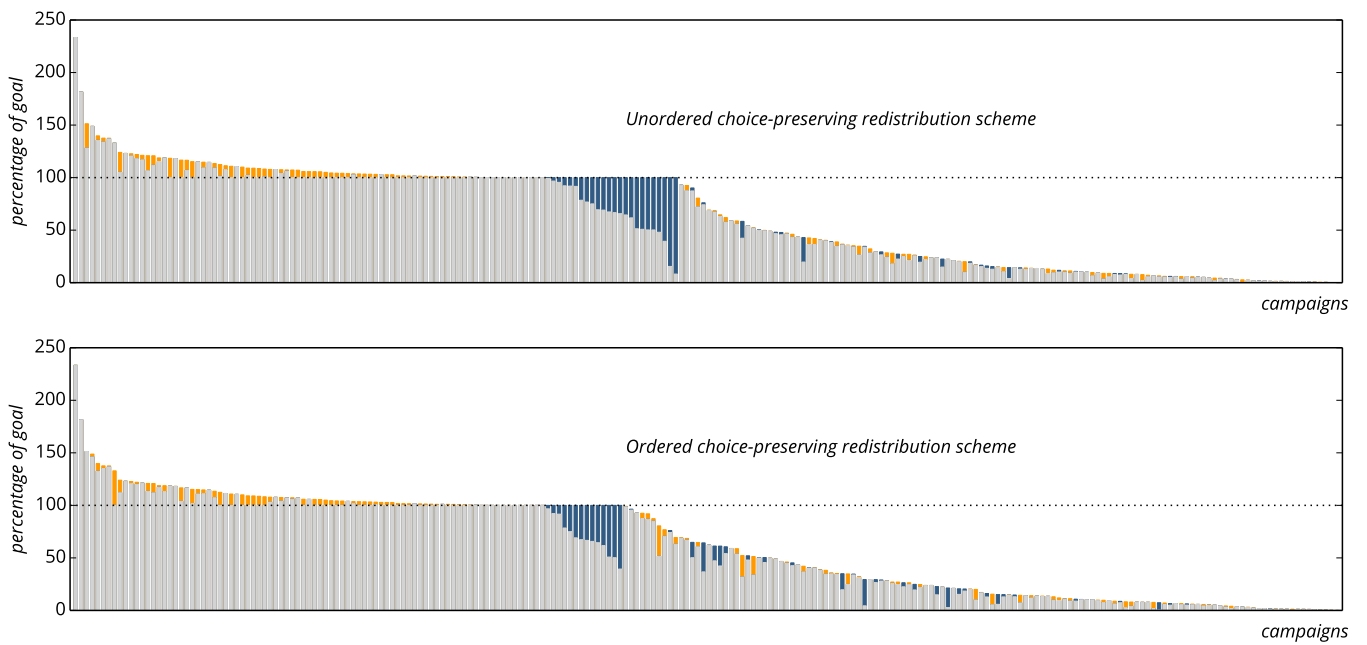 250
200
150
100
50
0
percentage of goal
Unordered choice-preserving redistribution scheme
campaigns
250
200
150
100
50
0
percentage of goal
Ordered choice-preserving redistribution scheme
campaigns